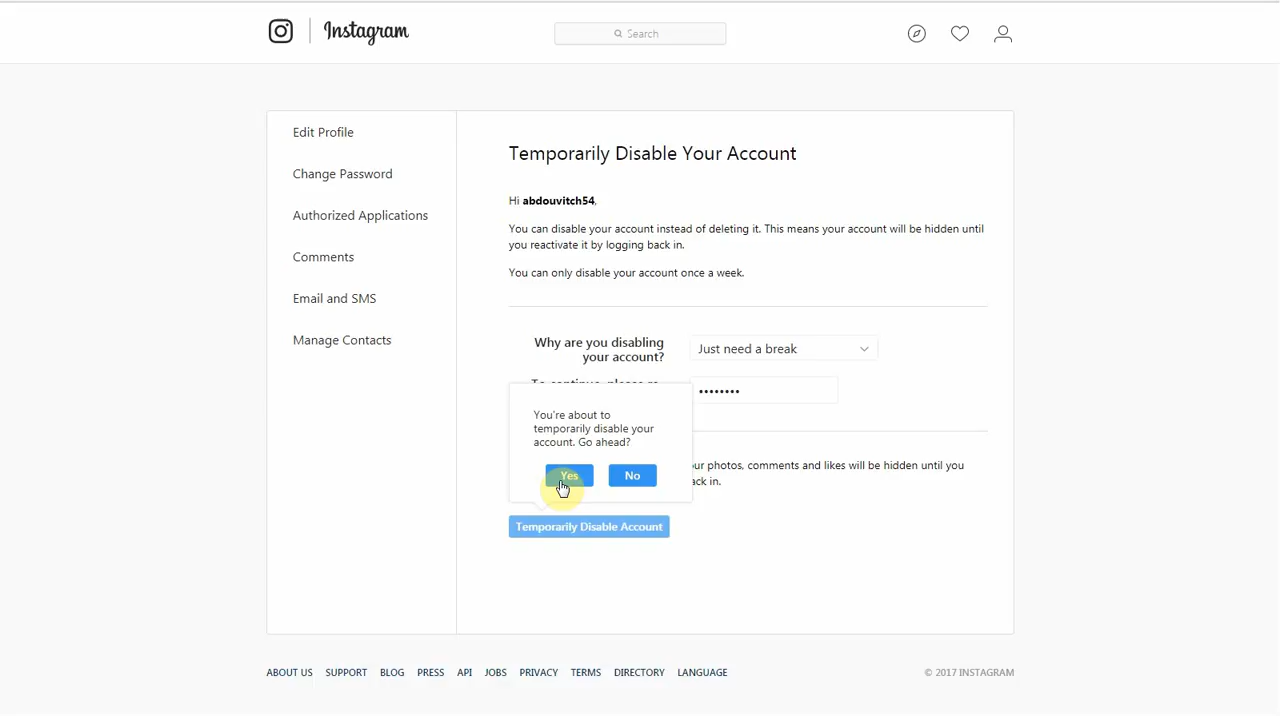 Instagram
Search
Edit Profile
Change Password
Authorized Applications
Comments
Email and SMS
Manage Contacts
Temporarily Disable Your Account
Hi abdouvitch54,
You can disable your account instead of deleting it. This means your account will be hidden until
you reactivate it by logging back in.
You can only disable your account once a week.
Why are you disabling
your account?
Just need a break
To continue, please re-
••••••••
You're about to
temporarily disable your
account. Go ahead?
Yes
No
photos, comments and likes will be hidden until you
in.
Temporarily Disable Account
ABOUT US SUPPORT BLOG PRESS API JOBS PRIVACY TERMS DIRECTORY LANGUAGE
© 2017 INSTAGRAM